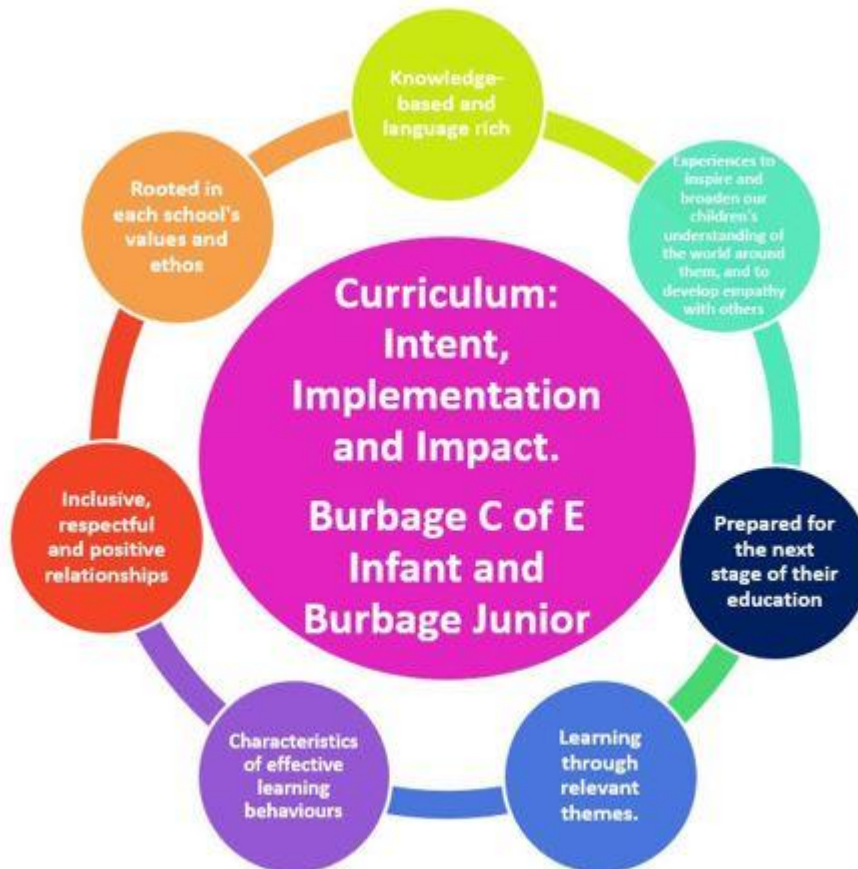 Curriculum:
Intent,
Implementation
and Impact.
Burbage C of E
Infant and
Burbage Junior
Knowledge-
based and
language rich
Experiences to
inspire and
broaden our
children's
understanding of
the world around
them, and to
develop empathy
with others
Prepared for
the next
stage of their
education
Learning
through
relevant
themes.
Characteristics
of effective
learning
behaviours
Inclusive,
respectful
and positive
relationships
Rooted in
each school's
values and
ethos